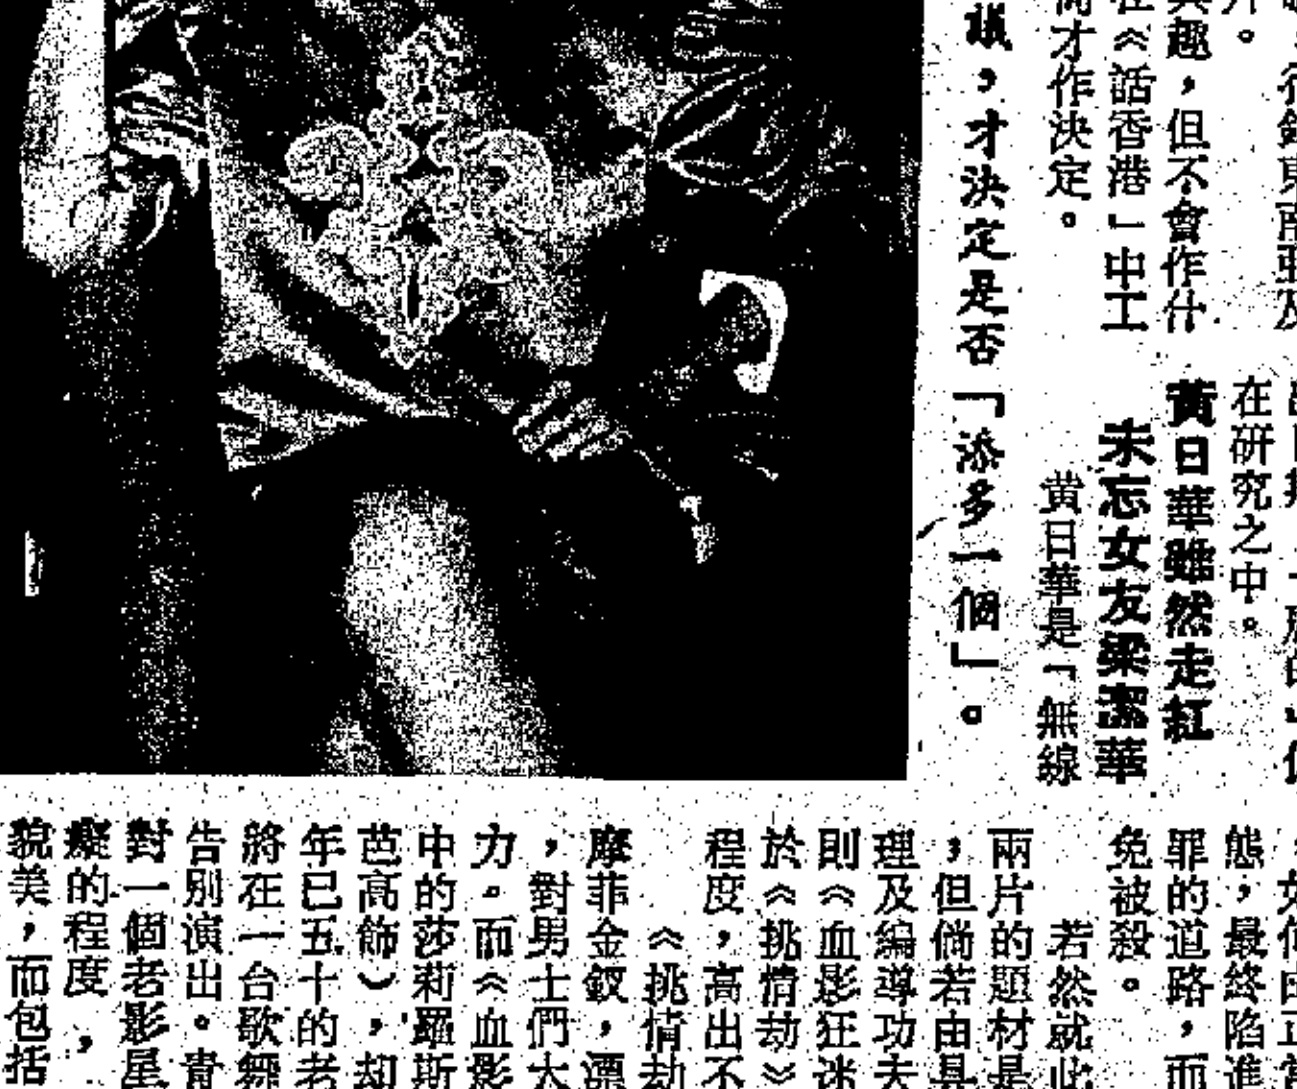 片。
興趣，但不會作什
在《話香港」中工
才作決定。
議，才決定是否「添多一個」。
在研究之中。
黃日華雖然走紅
未忘女友梁潔華
黄日華是「無線
態，最終陷進
罪的道路，而
免被殺。
若然就此
兩片的題材是
，但倘若由具
理及編導功夫
則《血影狂迷
於《挑情劫》
程度，高出不
《挑情劫
摩菲金釵，漂
，對男士們大
力。而《血影
中的莎莉羅斯
芭高飾），却
年已五十的老
將在一台歌舞
告別演出。青
對一個老影星
癡的程度，
貌美，而包括